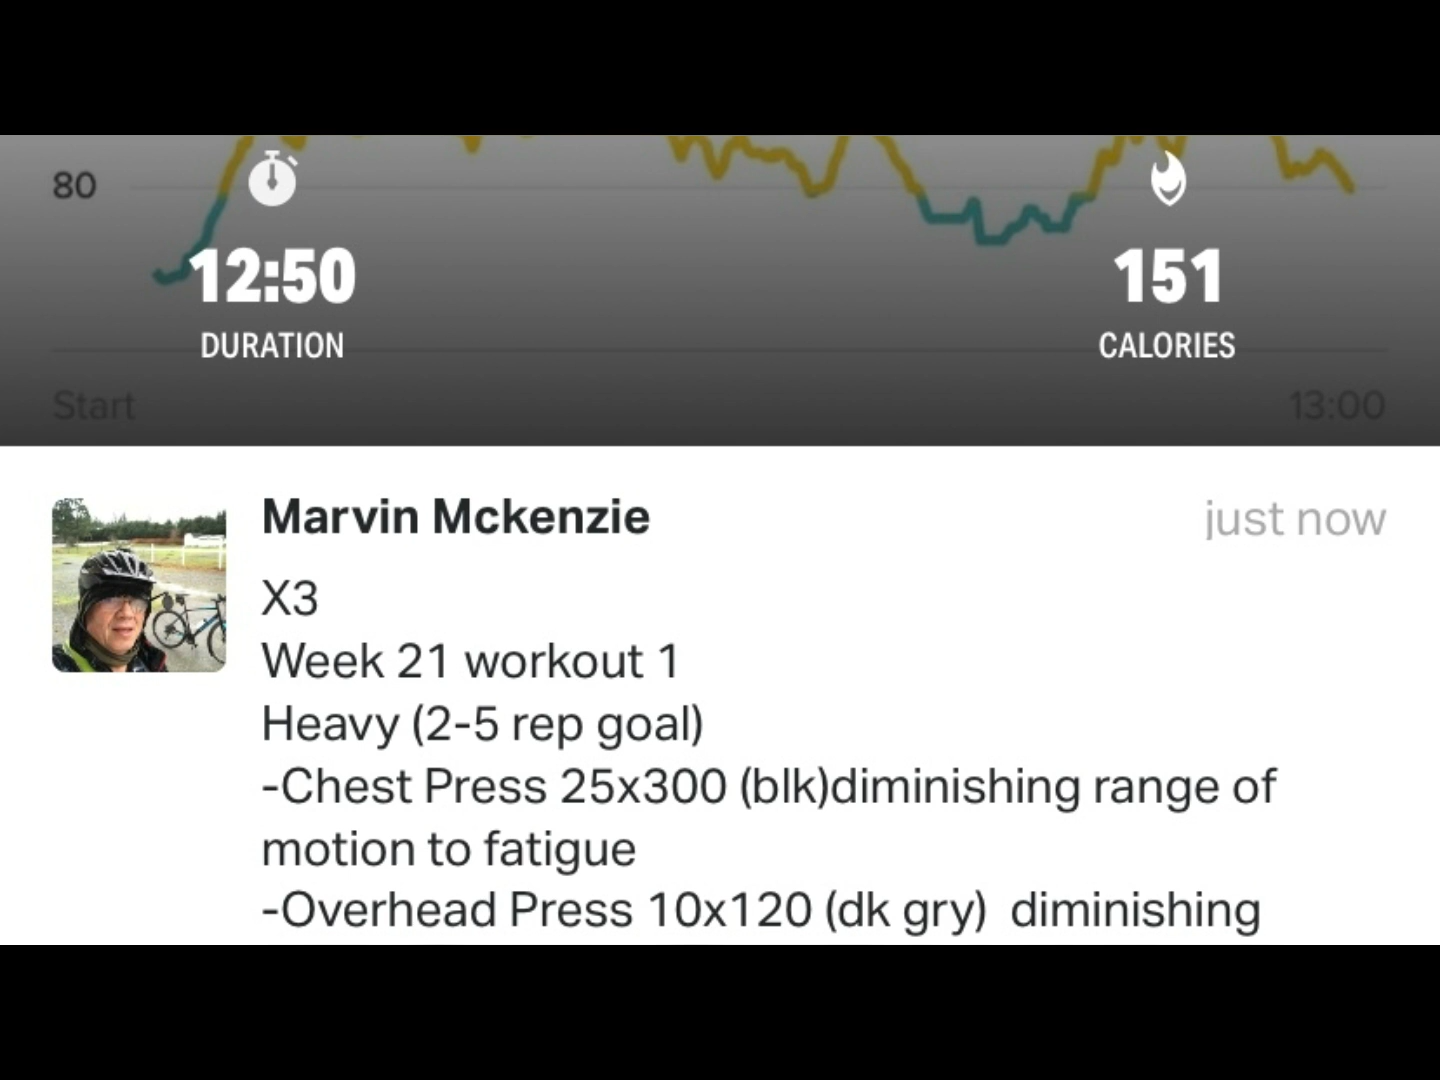 80
12:50
151
DURATION
CALORIES
Start
13:00
Marvin Mckenzie
just now
X3
Week 21 workout 1
Heavy (2-5 rep goal)
-Chest Press 25x300 (blk)diminishing range of
motion to fatigue
-Overhead Press 10x120 (dk gry)  diminishing